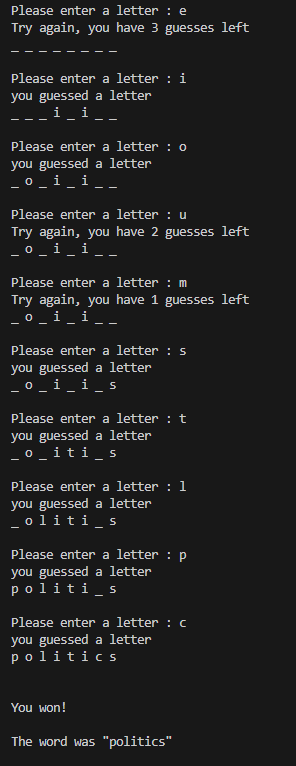 Please enter a letter : e
Try again, you have 3 guesses left
_ _ _ _ _ _ _ _
Please enter a letter : i
you guessed a letter
_ _ _ i _ i _ _
Please enter a letter : o
you guessed a letter
_ o _ i _ i _ _
Please enter a letter : u
Try again, you have 2 guesses left
_ o _ i _ i _ _
Please enter a letter : m
Try again, you have 1 guesses left
_ o _ i _ i _ _
Please enter a letter : s
you guessed a letter
_ o _ i _ i _ s
Please enter a letter : t
you guessed a letter
_ o _ i t i _ s
Please enter a letter : l
you guessed a letter
_ o l i t i _ s
Please enter a letter : p
you guessed a letter
p o l i t i _ s
Please enter a letter : c
you guessed a letter
p o l i t i c s
You won!
The word was "politics"